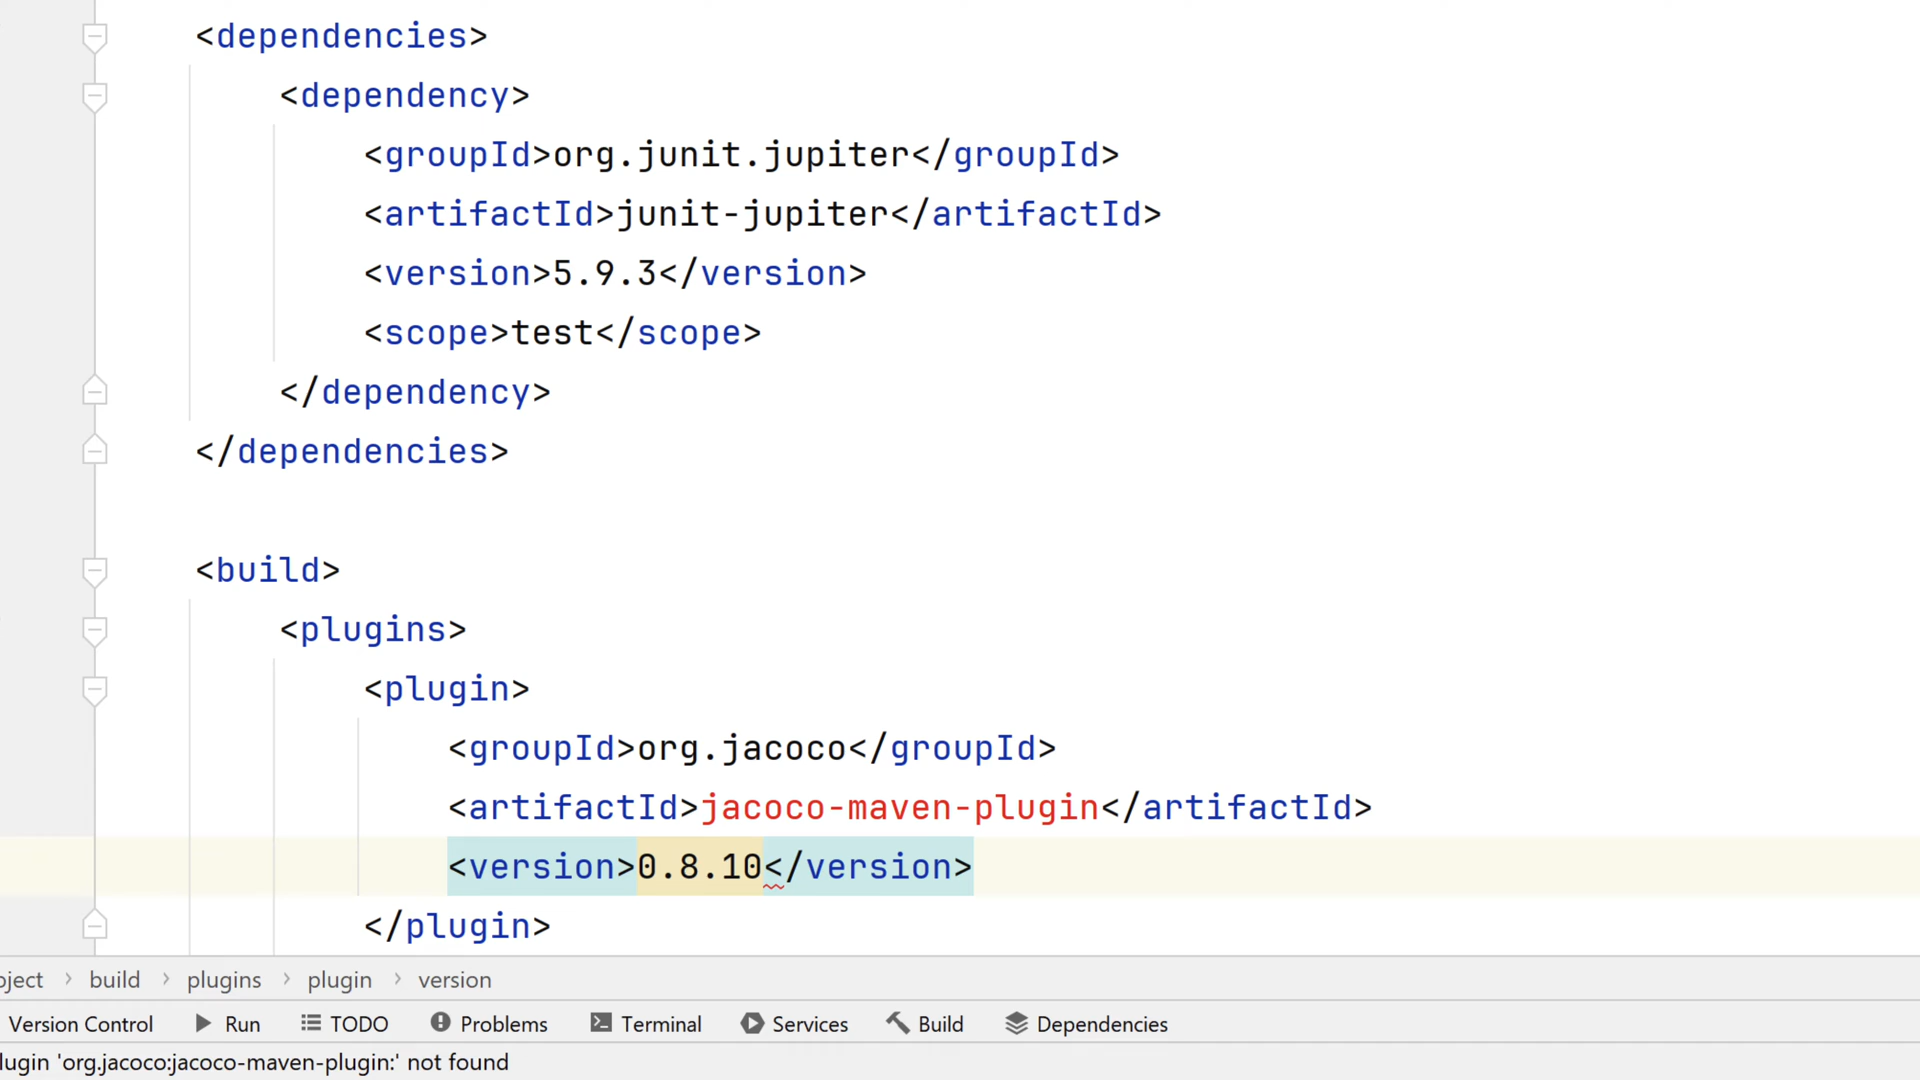 <dependencies>
<dependency>
<groupId>org.junit.jupiter</groupId>
<artifactId>junit-jupiter</artifactId>
<version>5.9.3</version>
<scope>test</scope>
</dependency>
</dependencies>
<build>
<plugins>
<plugin>
<groupId>org.jacoco</groupId>
<artifactId>jacoco-maven-plugin</artifactId>
<version>0.8.10</version>
</plugin>
oject › build › plugins › plugin › version
Version Control Run TODO Problems Terminal Services Build Dependencies
lugin 'org.jacoco:jacoco-maven-plugin:' not found